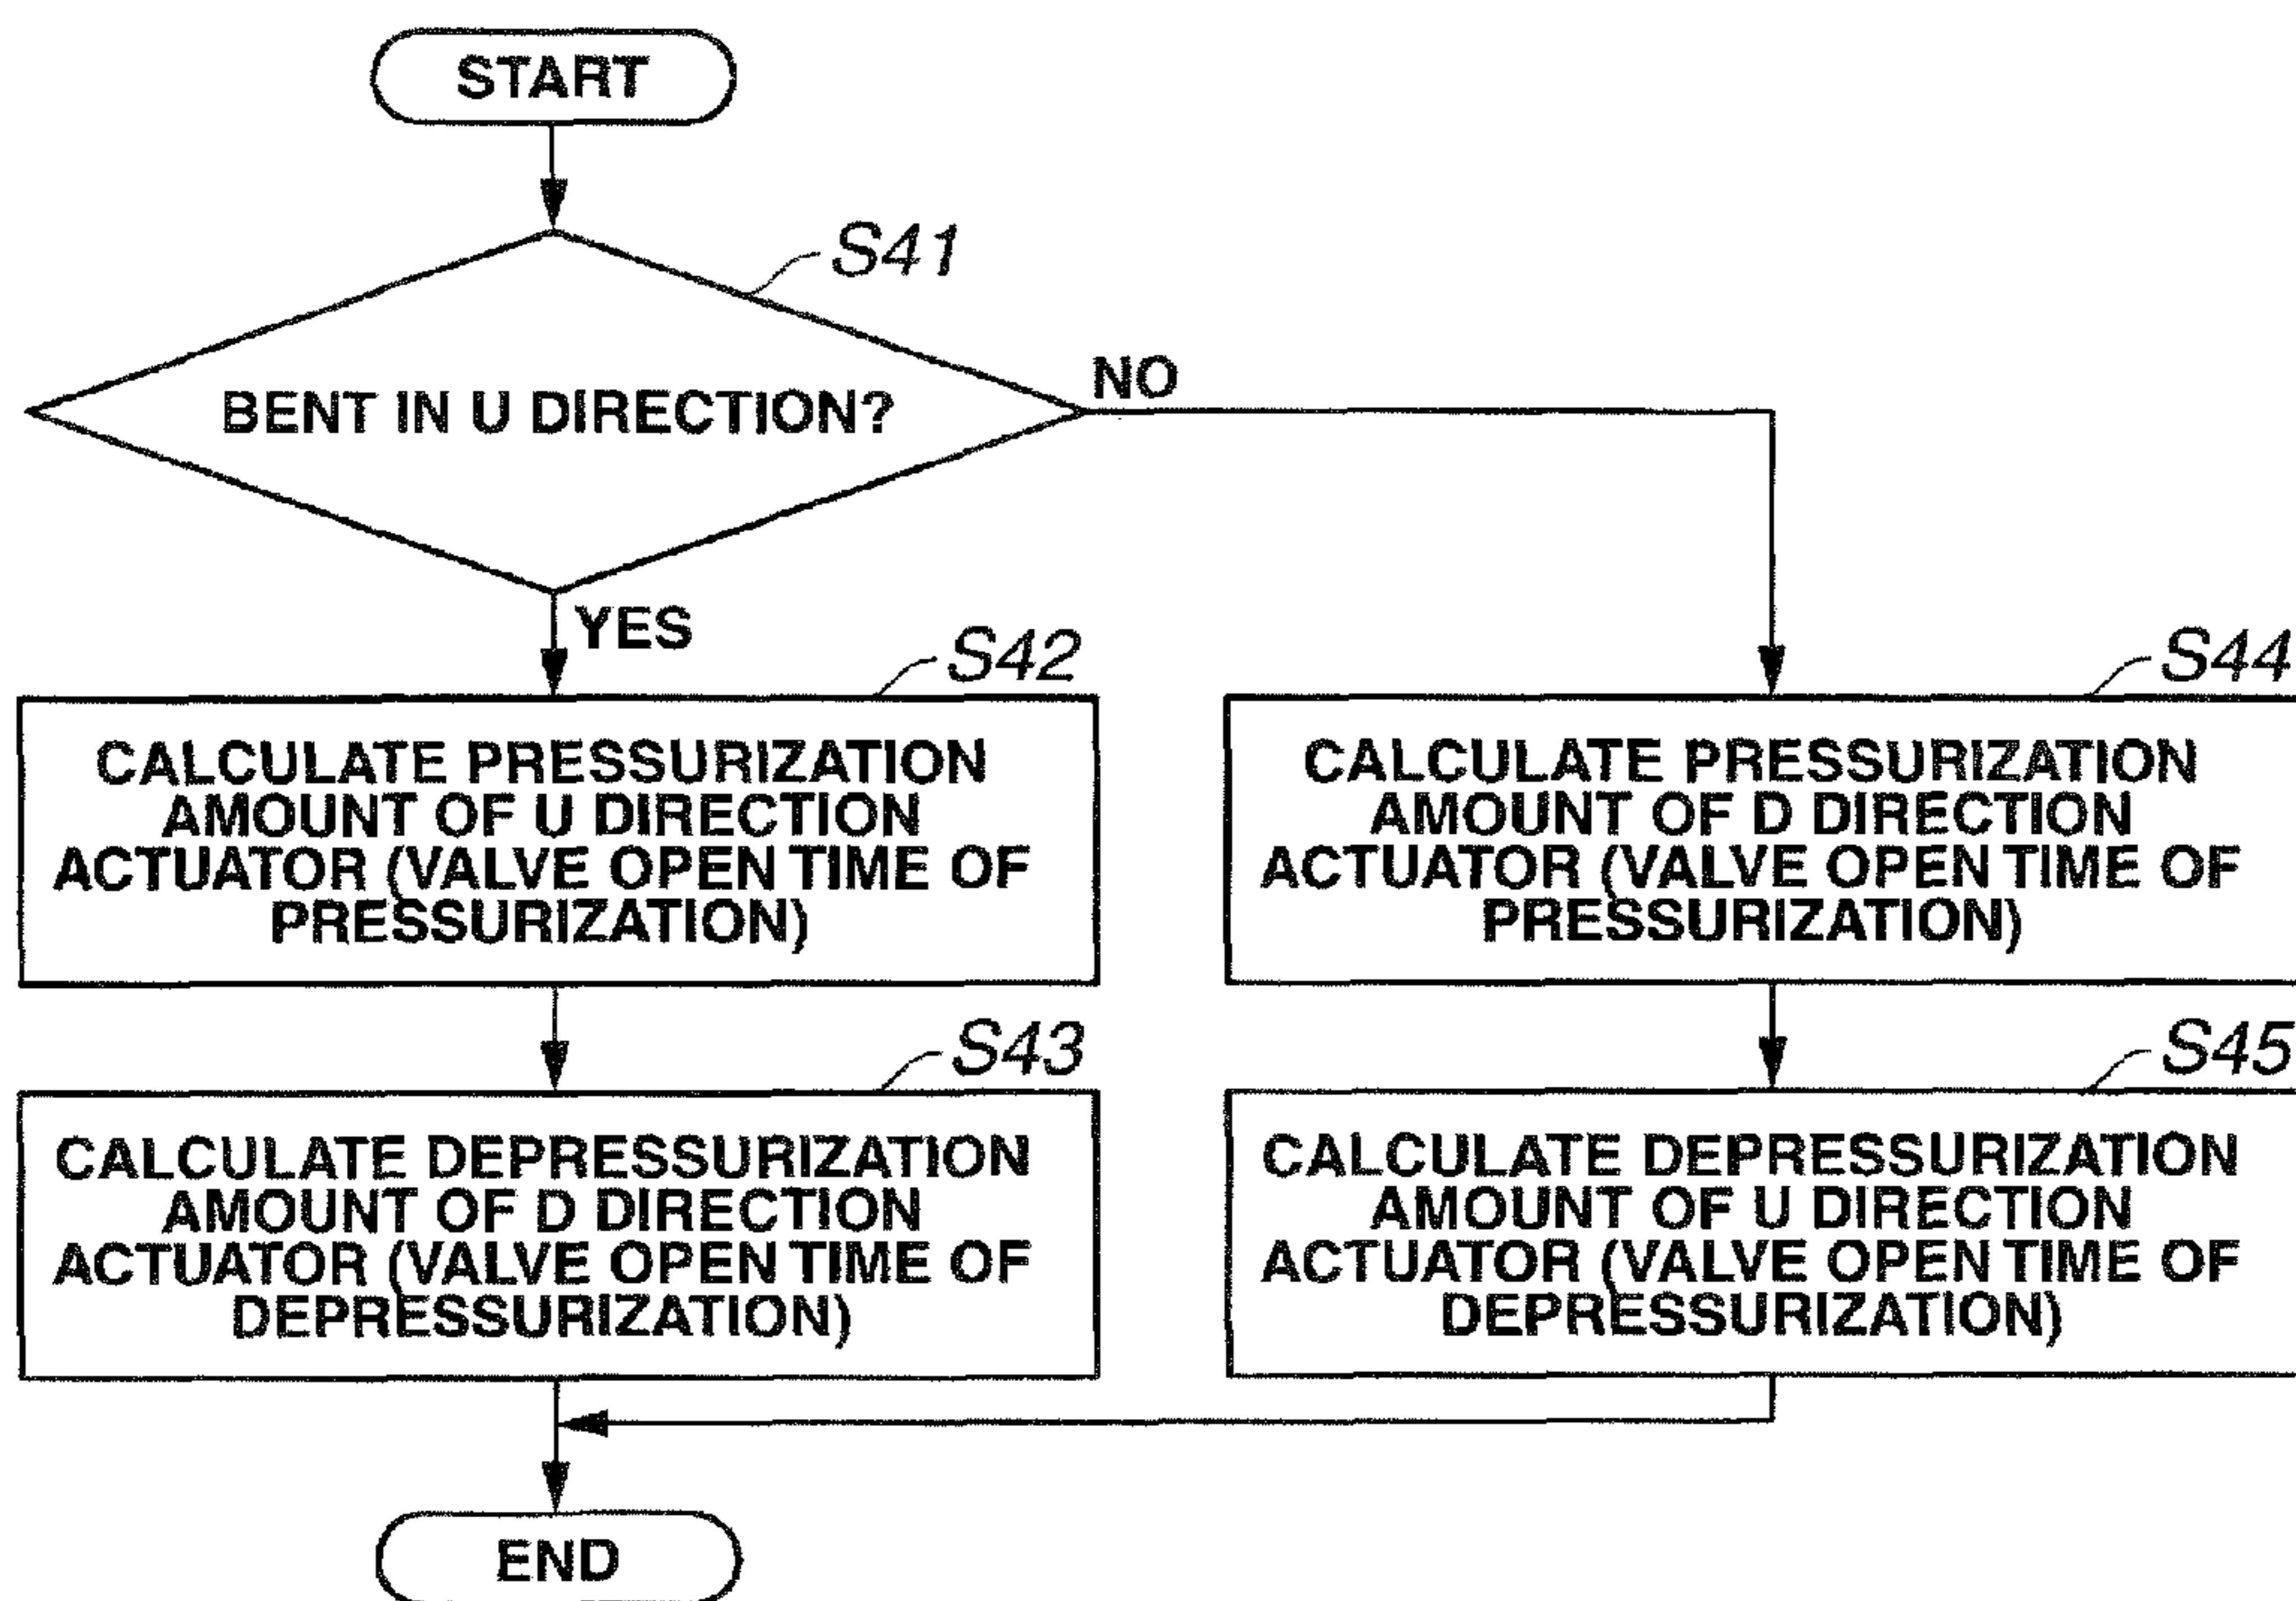 START
S41
BENT IN U DIRECTION?
NO
YES
S42
CALCULATE PRESSURIZATION
AMOUNT OF U DIRECTION
ACTUATOR (VALVE OPEN TIME OF
PRESSURIZATION)
S44
CALCULATE PRESSURIZATION
AMOUNT OF D DIRECTION
ACTUATOR (VALVE OPEN TIME OF
PRESSURIZATION)
S43
CALCULATE DEPRESSURIZATION
AMOUNT OF D DIRECTION
ACTUATOR (VALVE OPEN TIME OF
DEPRESSURIZATION)
S45
CALCULATE DEPRESSURIZATION
AMOUNT OF U DIRECTION
ACTUATOR (VALVE OPEN TIME OF
DEPRESSURIZATION)
END